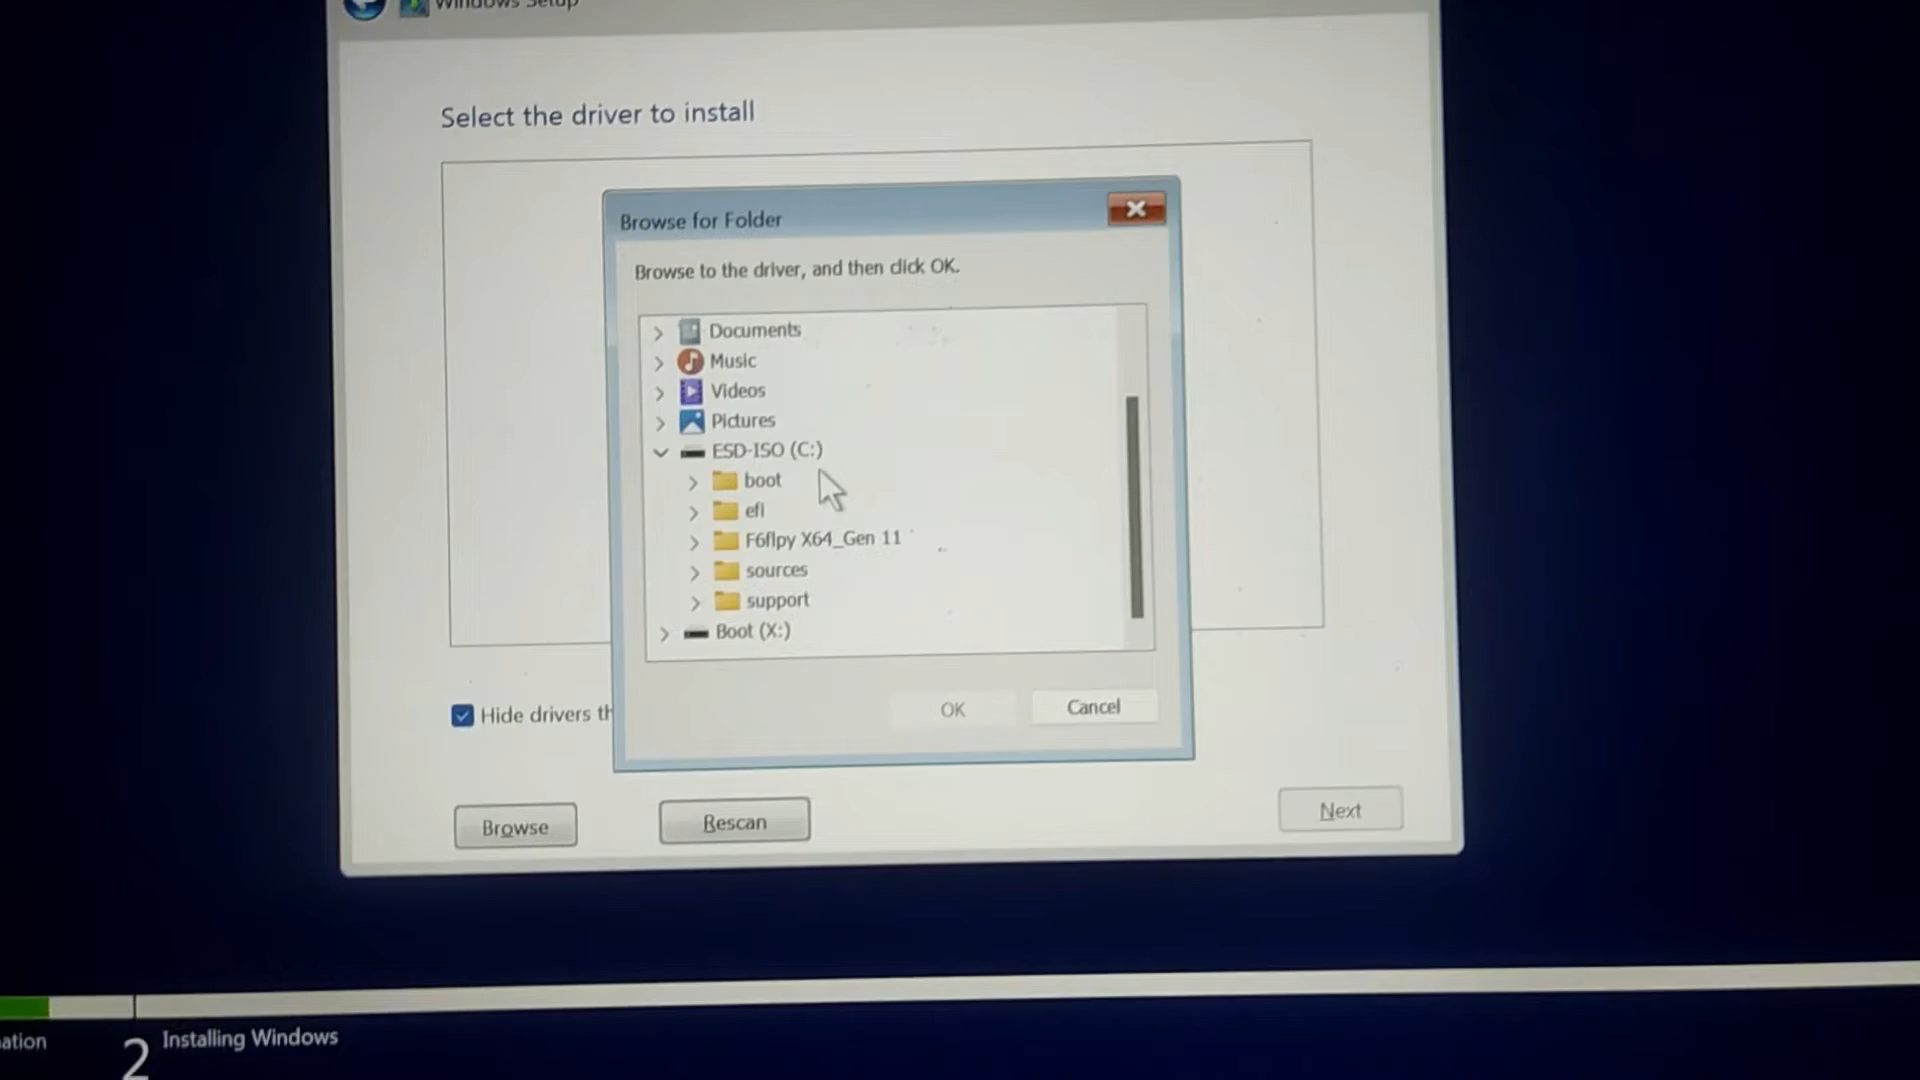 Windows Setup
Select the driver to install
Browse for Folder
Browse to the driver, and then click OK.
Documents
Music
Videos
Pictures
ESD-ISO (C:)
boot
efi
F6flpy X64_Gen 11
sources
support
Boot (X:)
OK
Cancel
Hide drivers th
Browse
Rescan
Next
ation
2 Installing Windows